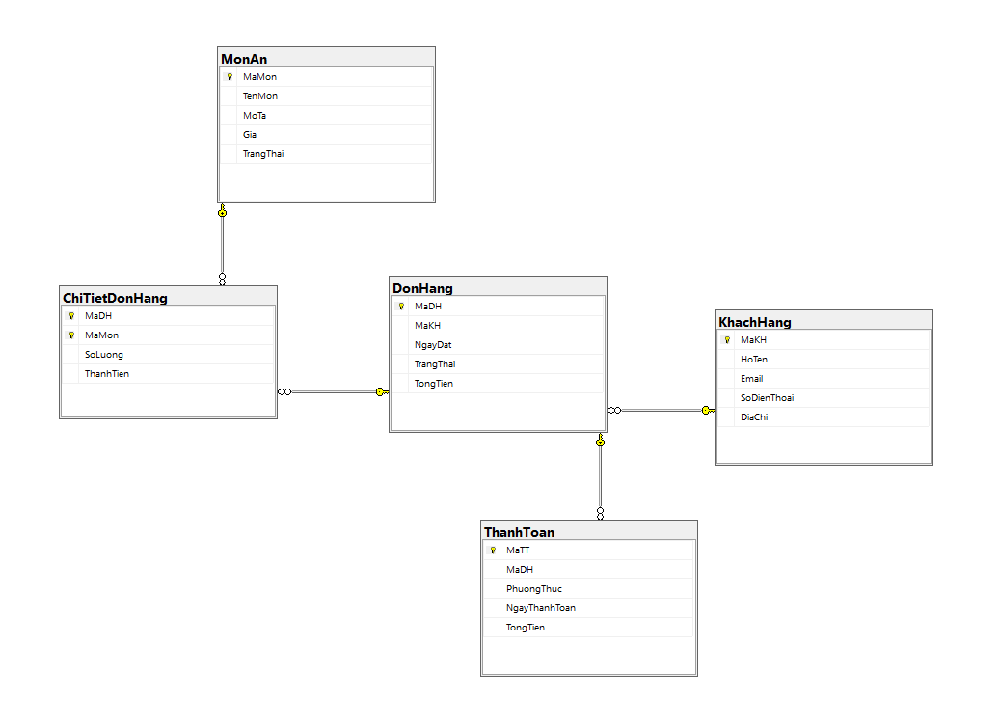 MonAn
MaMon
TenMon
MoTa
Gia
TrangThai
ChiTietDonHang
MaDH
MaMon
SoLuong
ThanhTien
DonHang
MaDH
MaKH
NgayDat
TrangThai
TongTien
KhachHang
MaKH
HoTen
Email
SoDienThoai
DiaChi
ThanhToan
MaTT
MaDH
PhuongThuc
NgayThanhToan
TongTien